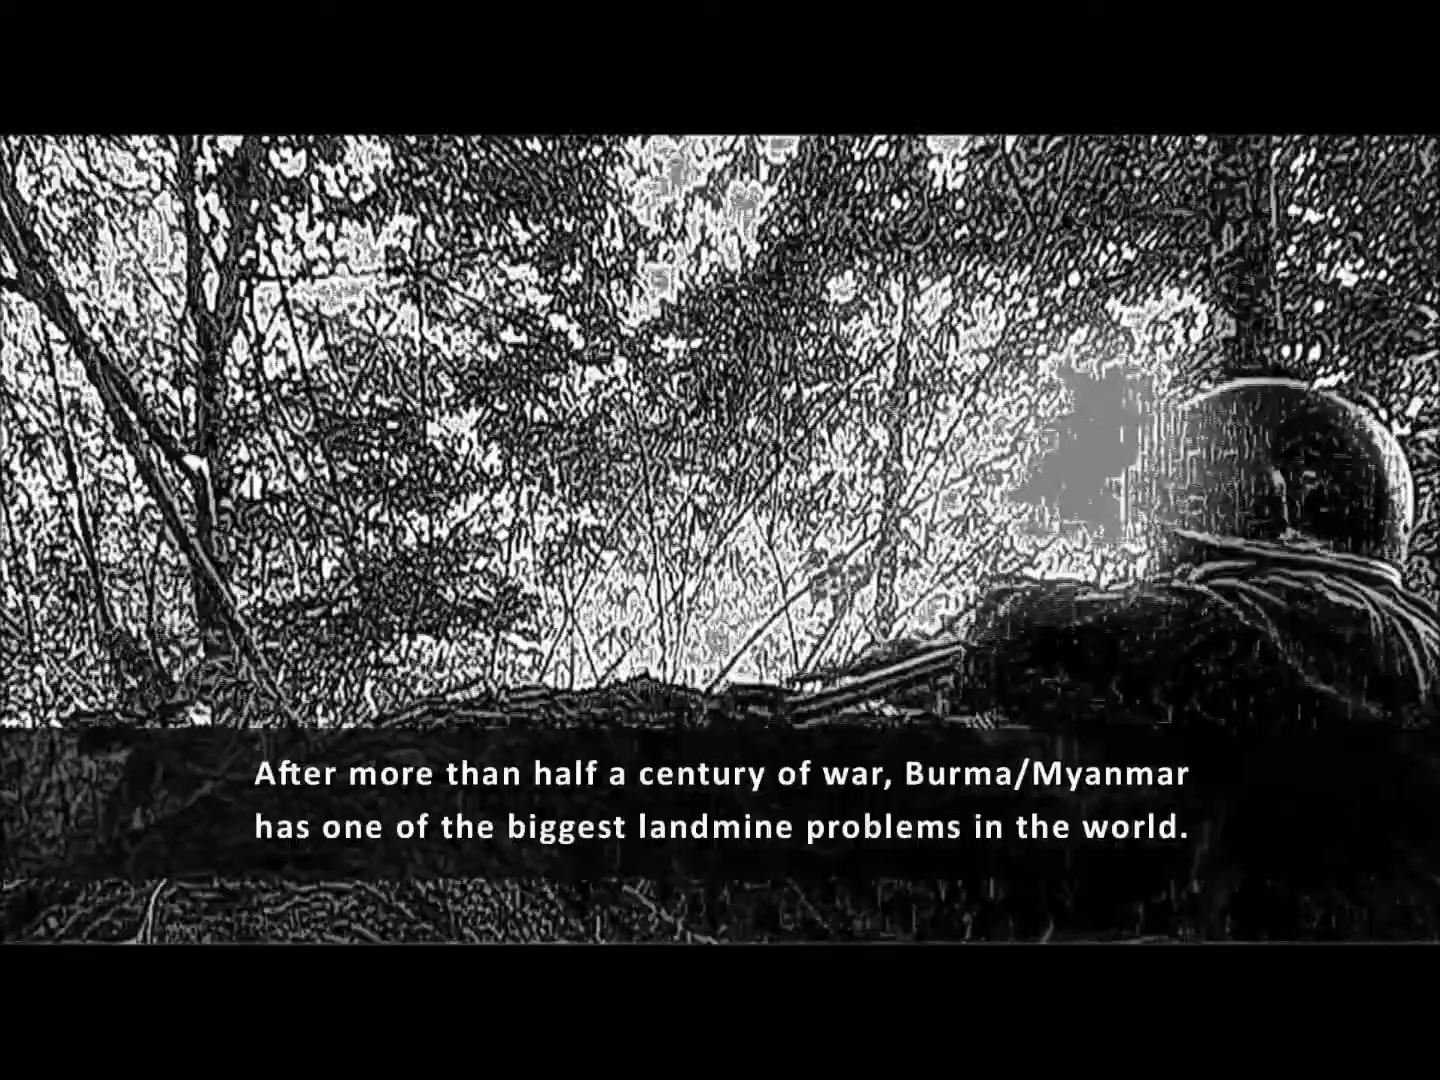 After more than half a century of war, Burma/Myanmar
has one of the biggest landmine problems in the world.